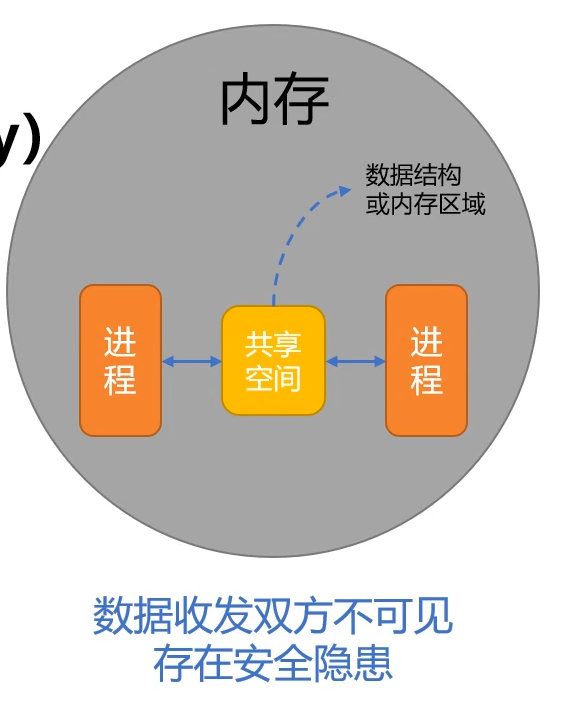 内存
y)
数据结构
或内存区域
进
程
共享
空间
进
程
数据收发双方不可见
存在安全隐患